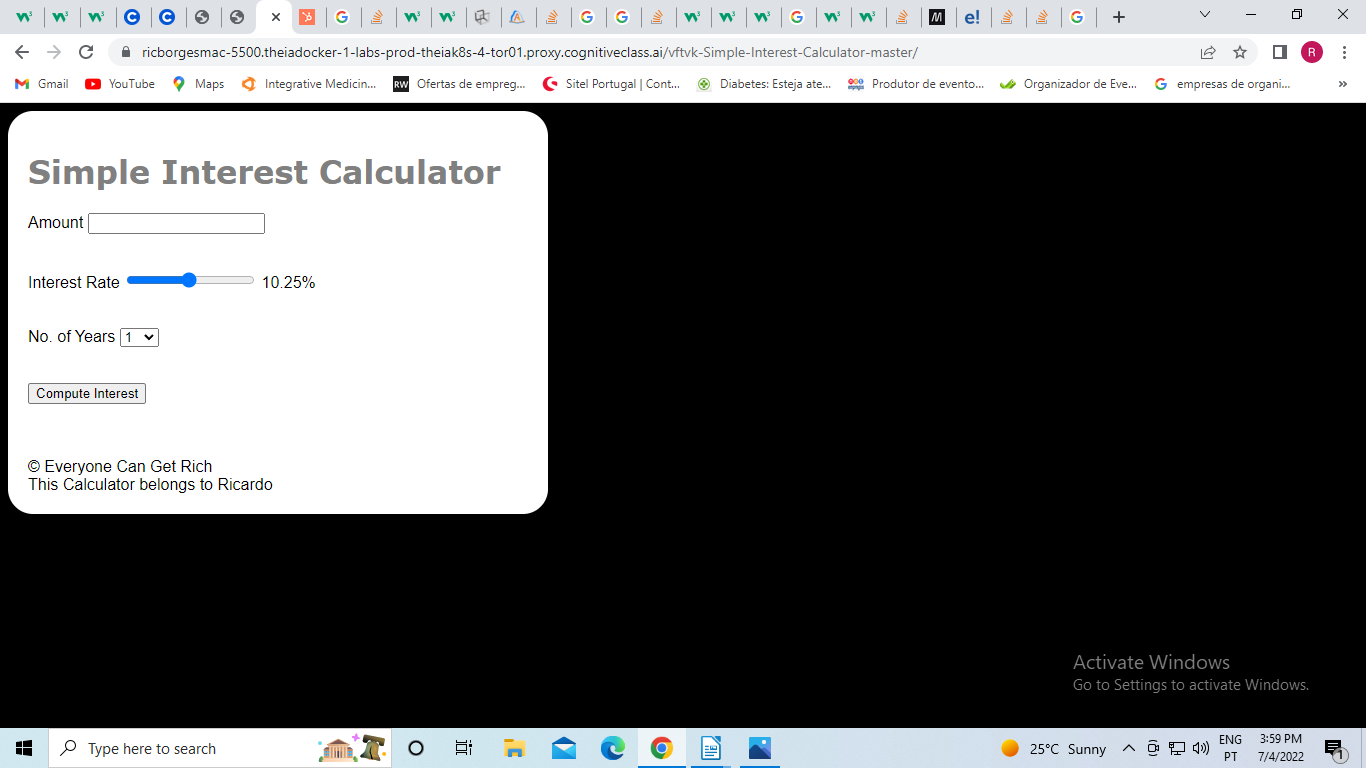 ricborgesmac-5500.theiadocker-1-labs-prod-theiak8s-4-tor01.proxy.cognitiveclass.ai/vftvk-Simple-Interest-Calculator-master/
R
Gmail YouTube Maps Integrative Medicin... RW Ofertas de empreg... Sitel Portugal | Cont... Diabetes: Esteja ate... Produtor de evento... Organizador de Eve... empresas de organi... »
Simple Interest Calculator
Amount
Interest Rate 10.25%
No. of Years 1
Compute Interest
© Everyone Can Get Rich
This Calculator belongs to Ricardo
Activate Windows
Go to Settings to activate Windows.
Type here to search
25°C Sunny
ENG
PT
3:59 PM
7/4/2022
1